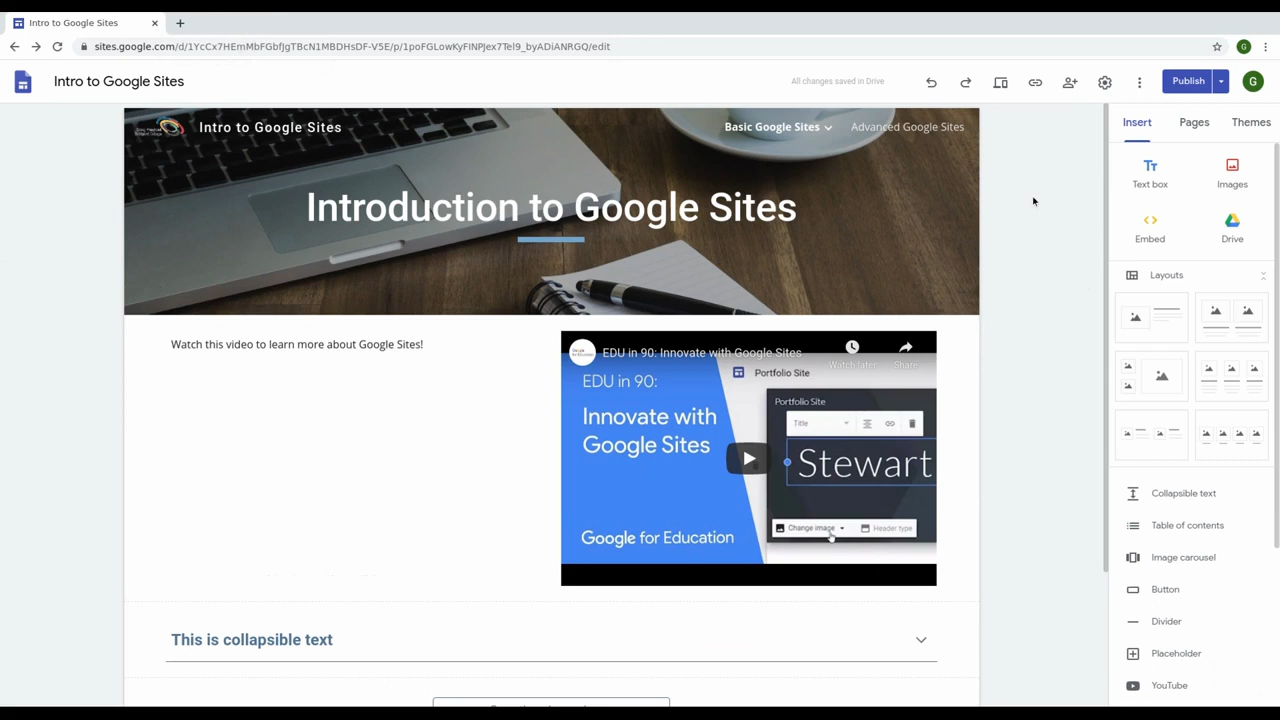 Intro to Google Sites
sites.google.com/d/1YcCx7HEmMbFGbfJgTBcN1MBDHsDF-V5E/p/1poFGLowKyFINPJex7Tel9_byADiANRGQ/edit
G
Intro to Google Sites
All changes saved in Drive
Publish
G
Intro to Google Sites
Basic Google Sites
Advanced Google Sites
Introduction to Google Sites
Watch this video to learn more about Google Sites!
EDU in 90: Innovate with Google Sites
Watch later
Share
EDU in 90:
Innovate with
Google Sites
Google for Education
Portfolio Site
Portfolio Site
Title
Stewart
Change image
Header type
This is collapsible text
Insert
Pages
Themes
Text box
Images
Embed
Drive
Layouts
Collapsible text
Table of contents
Image carousel
Button
Divider
Placeholder
YouTube